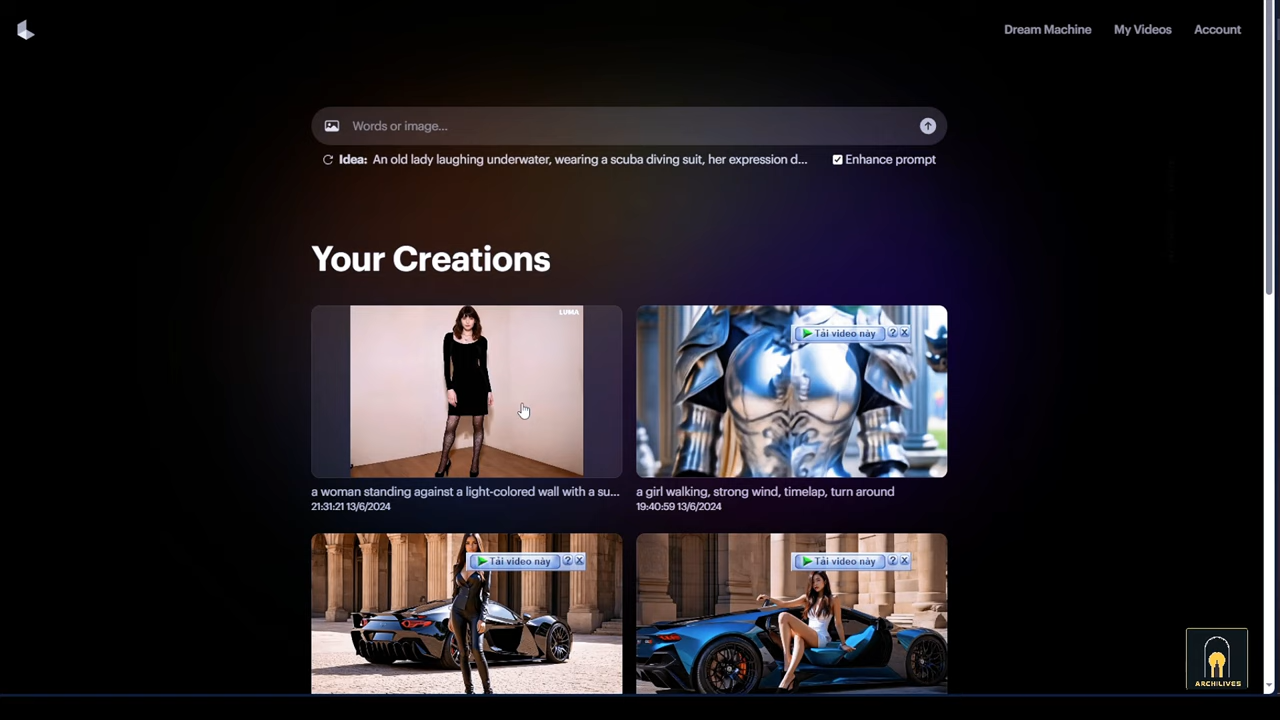 Dream Machine
My Videos
Account
Words or image...
Idea: An old lady laughing underwater, wearing a scuba diving suit, her expression d...
Enhance prompt
Your Creations
LUMA
Tải video này ? X
a woman standing against a light-colored wall with a su...
21:31:21 13/6/2024
a girl walking, strong wind, timelap, turn around
19:40:59 13/6/2024
Tải video này ? X
Tải video này ? X
ARCHILIVES